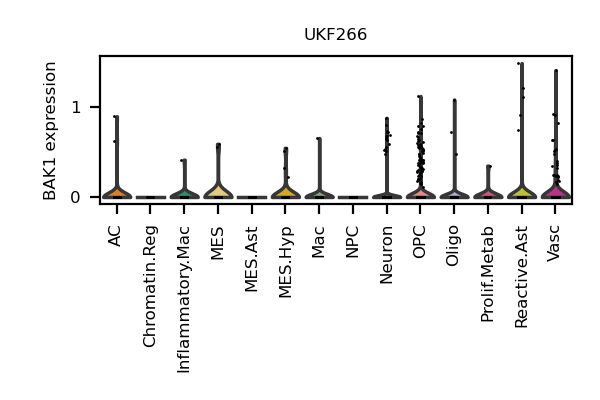 UKF266
BAK1 expression
1
0
AC
Chromatin.Reg
Inflammatory.Mac
MES
MES.Ast
MES.Hyp
Mac
NPC
Neuron
OPC
Oligo
Prolif.Metab
Reactive.Ast
Vasc